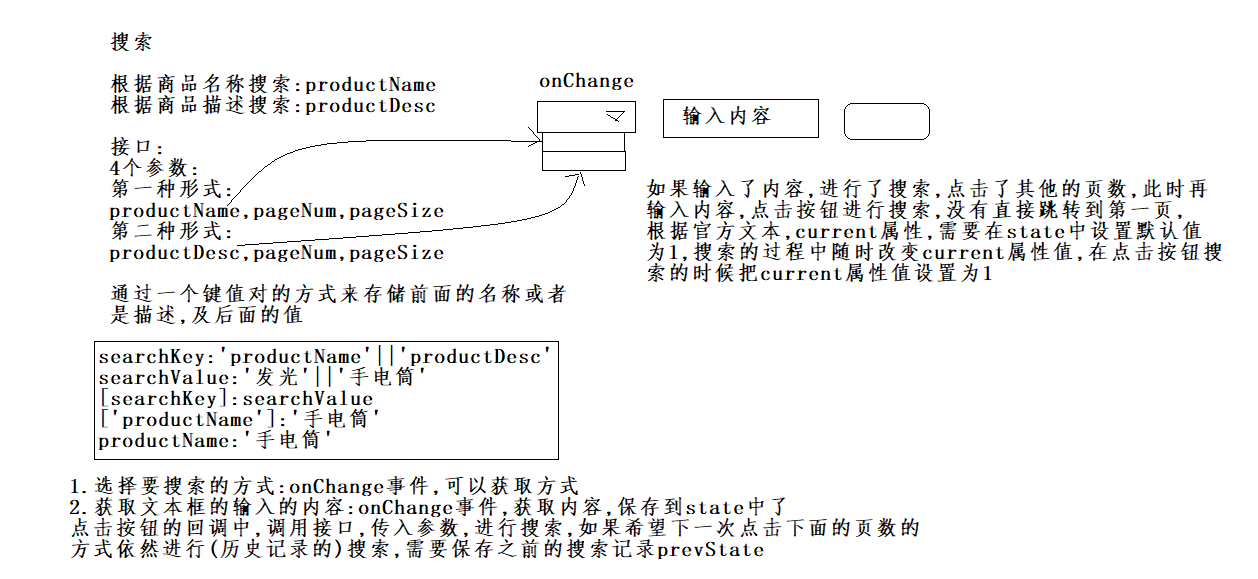 搜索
根据商品名称搜索:productName
根据商品描述搜索:productDesc
接口:
4个参数:
第一种形式:
productName,pageNum,pageSize
第二种形式:
productDesc,pageNum,pageSize
通过一个键值对的方式来存储前面的名称或者
是描述,及后面的值
onChange
输入内容
如果输入了内容,进行了搜索,点击了其他的页数,此时再
输入内容,点击按钮进行搜索,没有直接跳转到第一页,
根据官方文本,current属性,需要在state中设置默认值
为1,搜索的过程中随时改变current属性值,在点击按钮搜
索的时候把current属性值设置为1
searchKey:'productName'||'productDesc'
searchValue:'发光'||'手电筒'
[searchKey]:searchValue
['productName']:'手电筒'
productName:'手电筒'
1.选择要搜索的方式:onChange事件,可以获取方式
2.获取文本框的输入的内容:onChange事件,获取内容,保存到state中了
点击按钮的回调中,调用接口,传入参数,进行搜索,如果希望下一次点击下面的页数的
方式依然进行(历史记录的)搜索,需要保存之前的搜索记录prevState